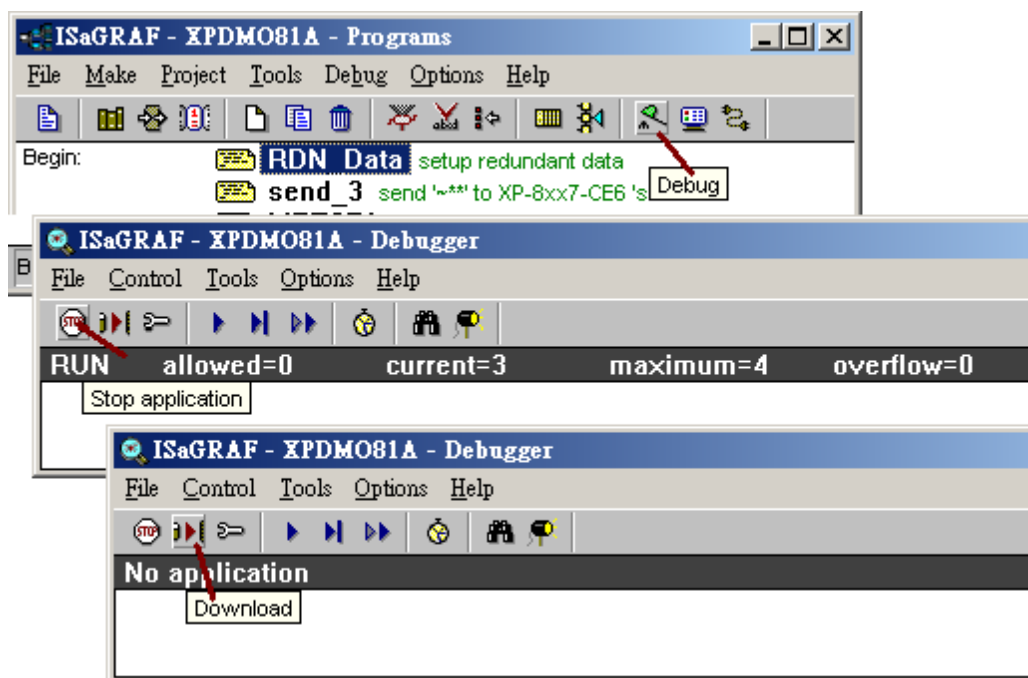 ISaGRAF - XPDMO81A - Programs
File Make Project Tools Debug Options Help
Begin: RDN_Data setup redundant data
send_3 send '~**' to XP-8xx7-CE6 's
Debug
ISaGRAF - XPDMO81A - Debugger
B
File Control Tools Options Help
STOP
RUN allowed=0 current=3 maximum=4 overflow=0
Stop application
ISaGRAF - XPDMO81A - Debugger
File Control Tools Options Help
STOP
No application
Download